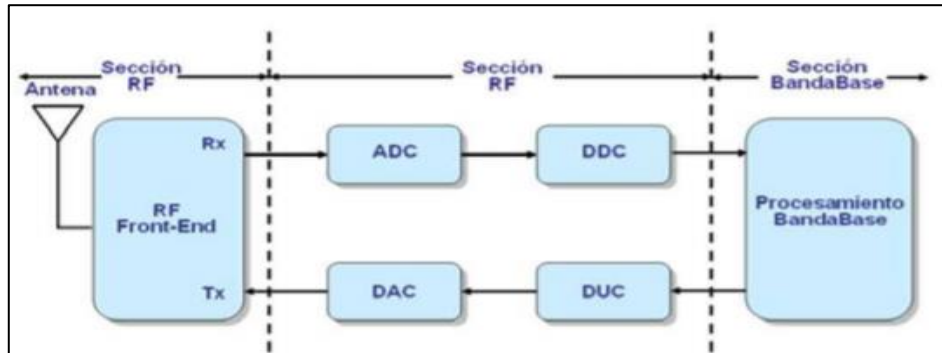 Sección
RF
Sección
RF
Sección
BandaBase
Antena
Rx
ADC
DDC
RF
Front-End
Procesamiento
BandaBase
Tx
DAC
DUC